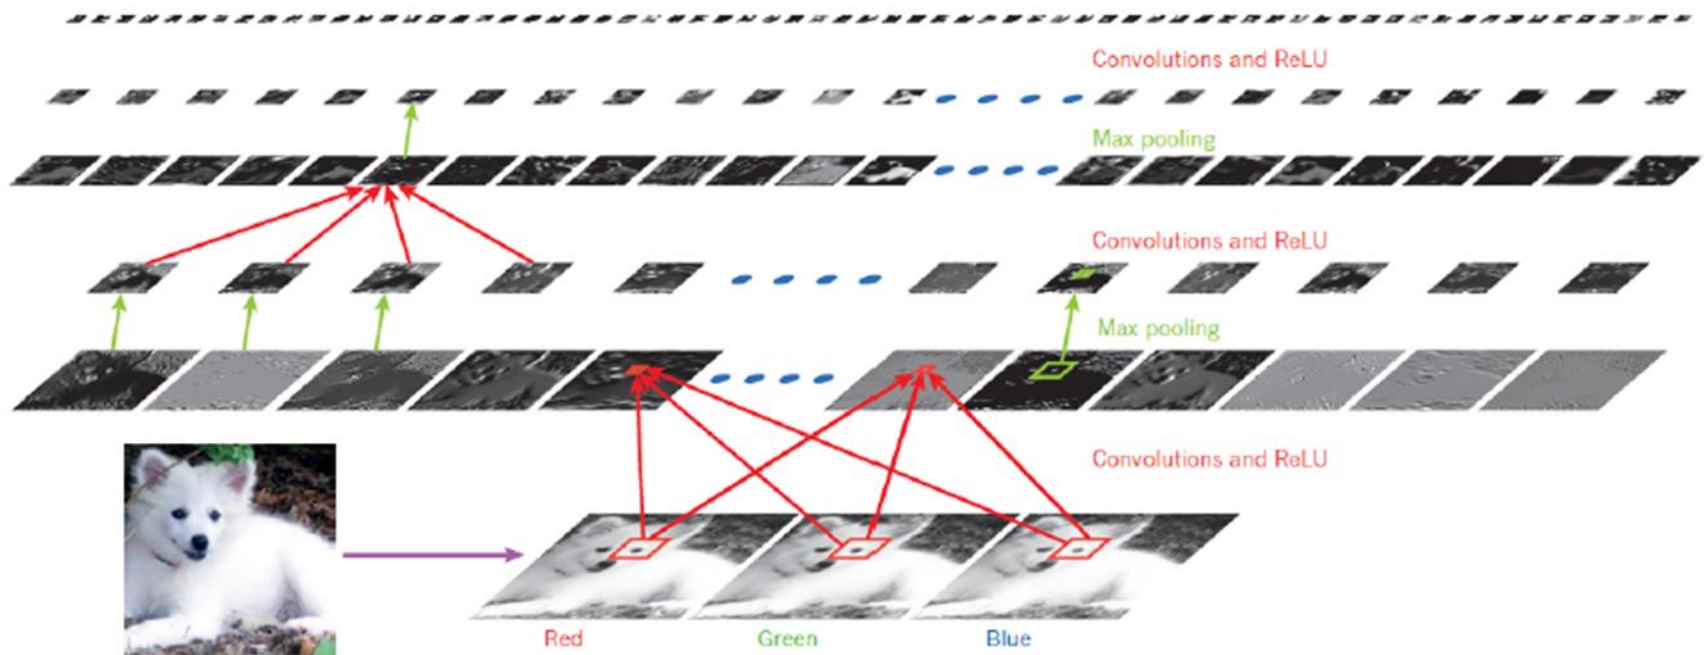 Convolutions and ReLU
Max pooling
Convolutions and ReLU
Max pooling
Convolutions and ReLU
Red
Green
Blue